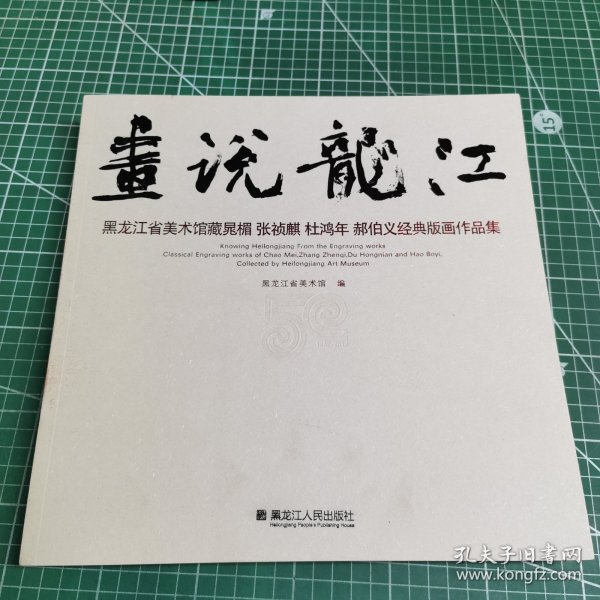 畫说龍江
黑龙江省美术馆藏晁楣 张祯麒 杜鸿年 郝伯义经典版画作品集
Knowing Heilongjiang From the Engraving works
Classical Engraving works of Chao Mei,Zhang Zhenqi,Du Hongnian and Hao Boyi,
Collected by Heilongjiang Art Museum
黑龙江省美术馆 编
黑龙江人民出版社
Heilongjiang People's Publishing House
15°
孔夫子旧书网
www.kongfz.com